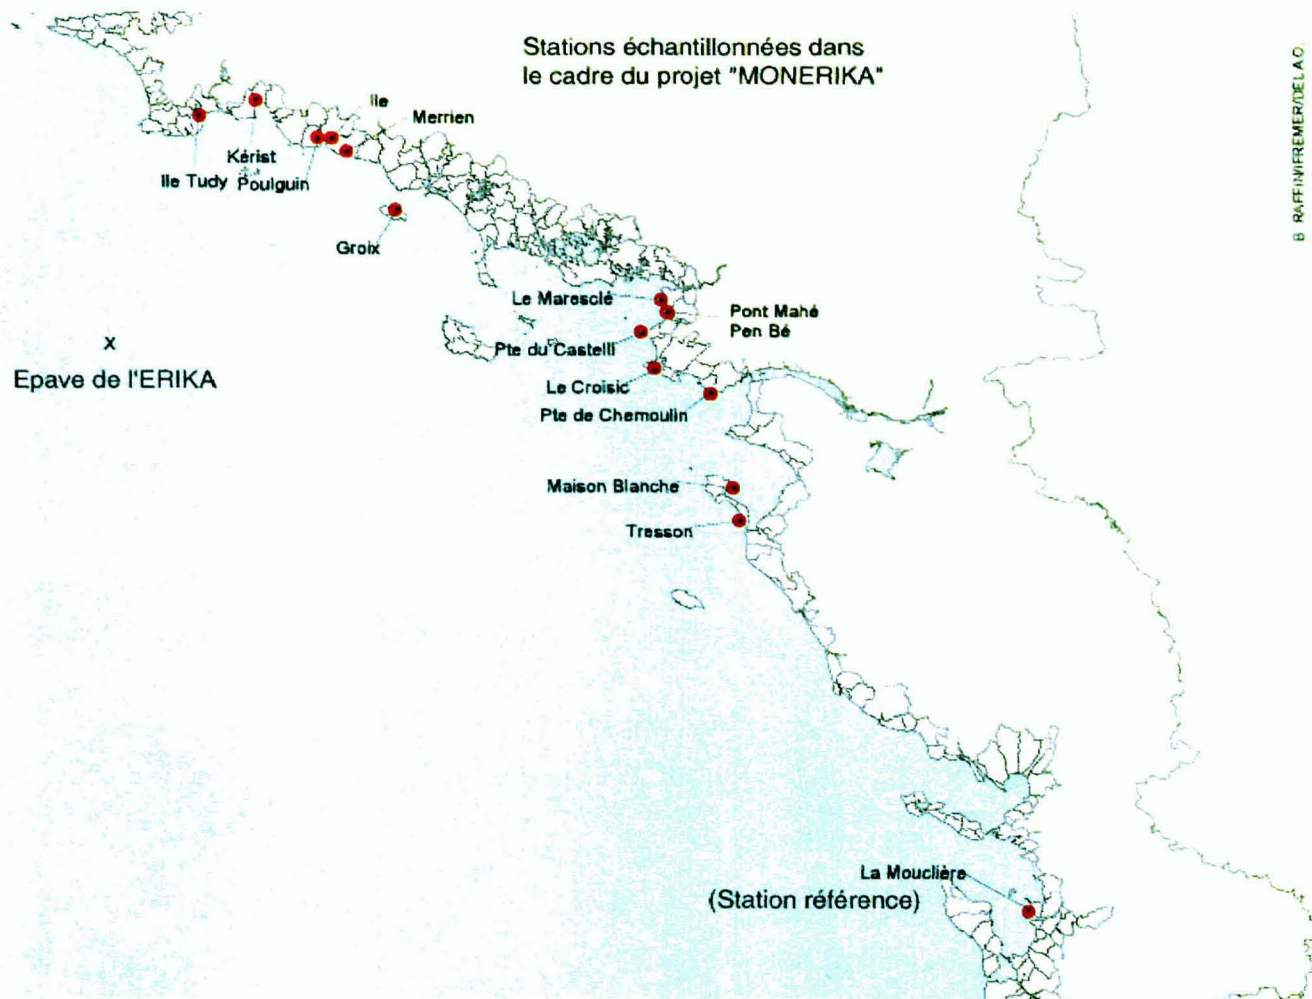 Stations échantillonnées dans
le cadre du projet "MONERIKA"
B RAFFIN/IFREMER/DEL AO
Ile
Merrien
Kérist
Ile Tudy
Poulguin
Groix
Le Maresclé
Pont Mahé
Pen Bé
x
Epave de l'ERIKA
Pte du Castelli
Le Croisic
Pte de Chemoulin
Maison Blanche
Tresson
La Mouclière
(Station référence)